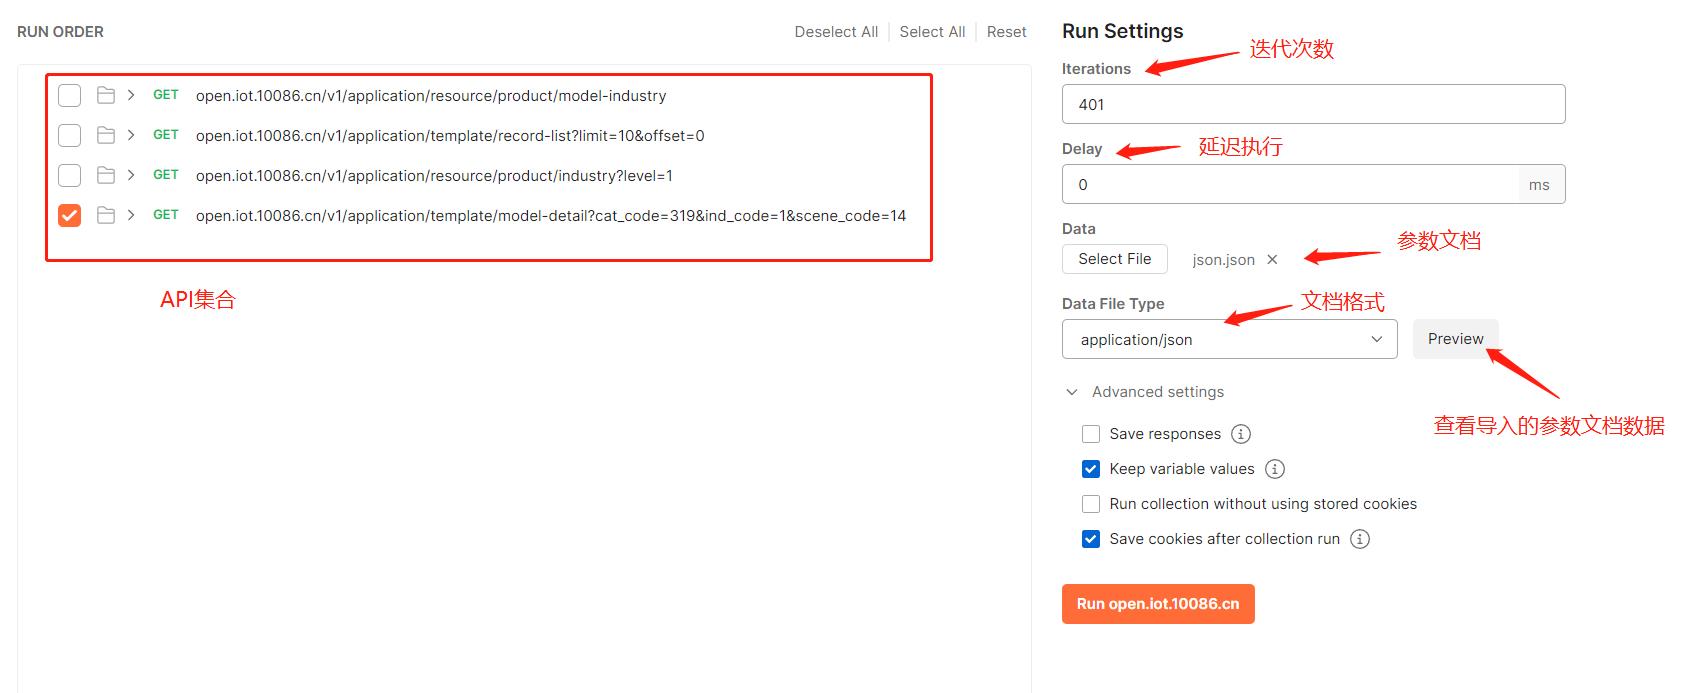 RUN ORDER
Deselect All
Select All
Reset
GET open.iot.10086.cn/v1/application/resource/product/model-industry
GET open.iot.10086.cn/v1/application/template/record-list?limit=10&offset=0
GET open.iot.10086.cn/v1/application/resource/product/industry?level=1
GET open.iot.10086.cn/v1/application/template/model-detail?cat_code=319&ind_code=1&scene_code=14
API集合
Run Settings
Iterations
迭代次数
401
Delay
延迟执行
0
ms
Data
Select File
json.json
参数文档
Data File Type
文档格式
application/json
Preview
查看导入的参数文档数据
Advanced settings
Save responses
Keep variable values
Run collection without using stored cookies
Save cookies after collection run
Run open.iot.10086.cn